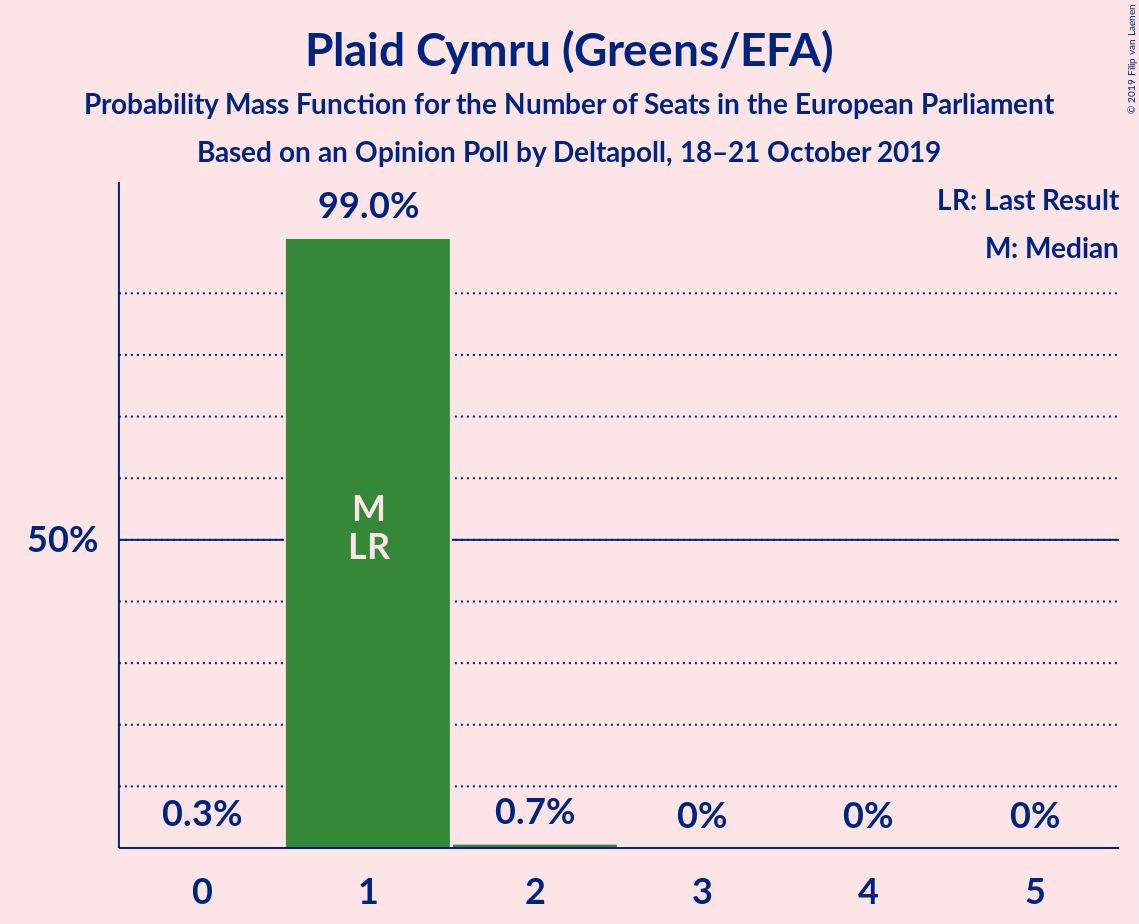 Plaid Cymru (Greens/EFA)
Probability Mass Function for the Number of Seats in the European Parliament
Based on an Opinion Poll by Deltapoll, 18–21 October 2019
© 2019 Filip van Laenen
LR: Last Result
M: Median
99.0%
M
LR
50%
0.3%
0.7%
0%
0%
0%
0
1
2
3
4
5